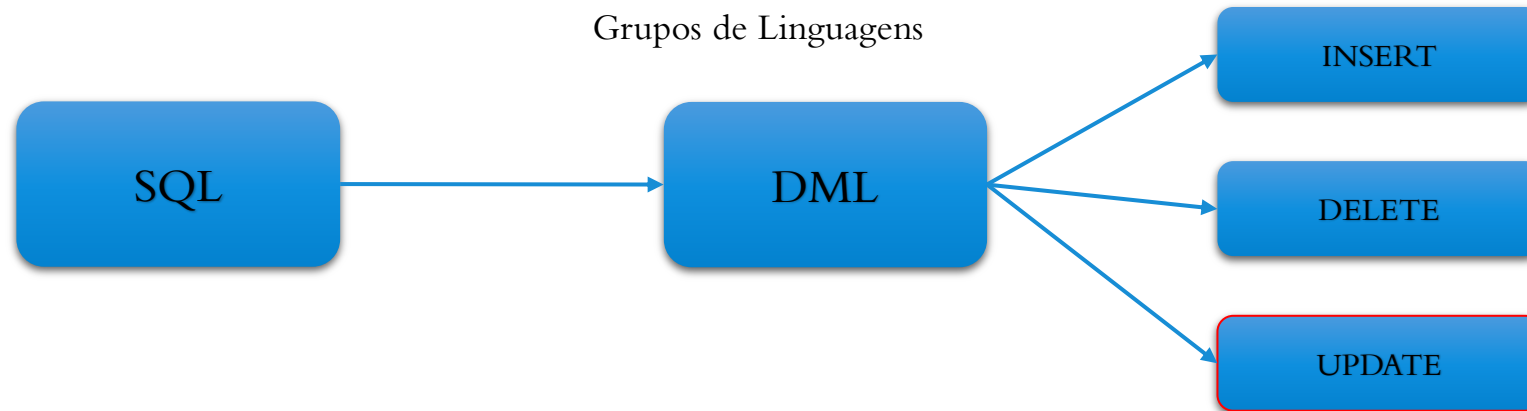 Grupos de Linguagens
SQL
DML
INSERT
DELETE
UPDATE